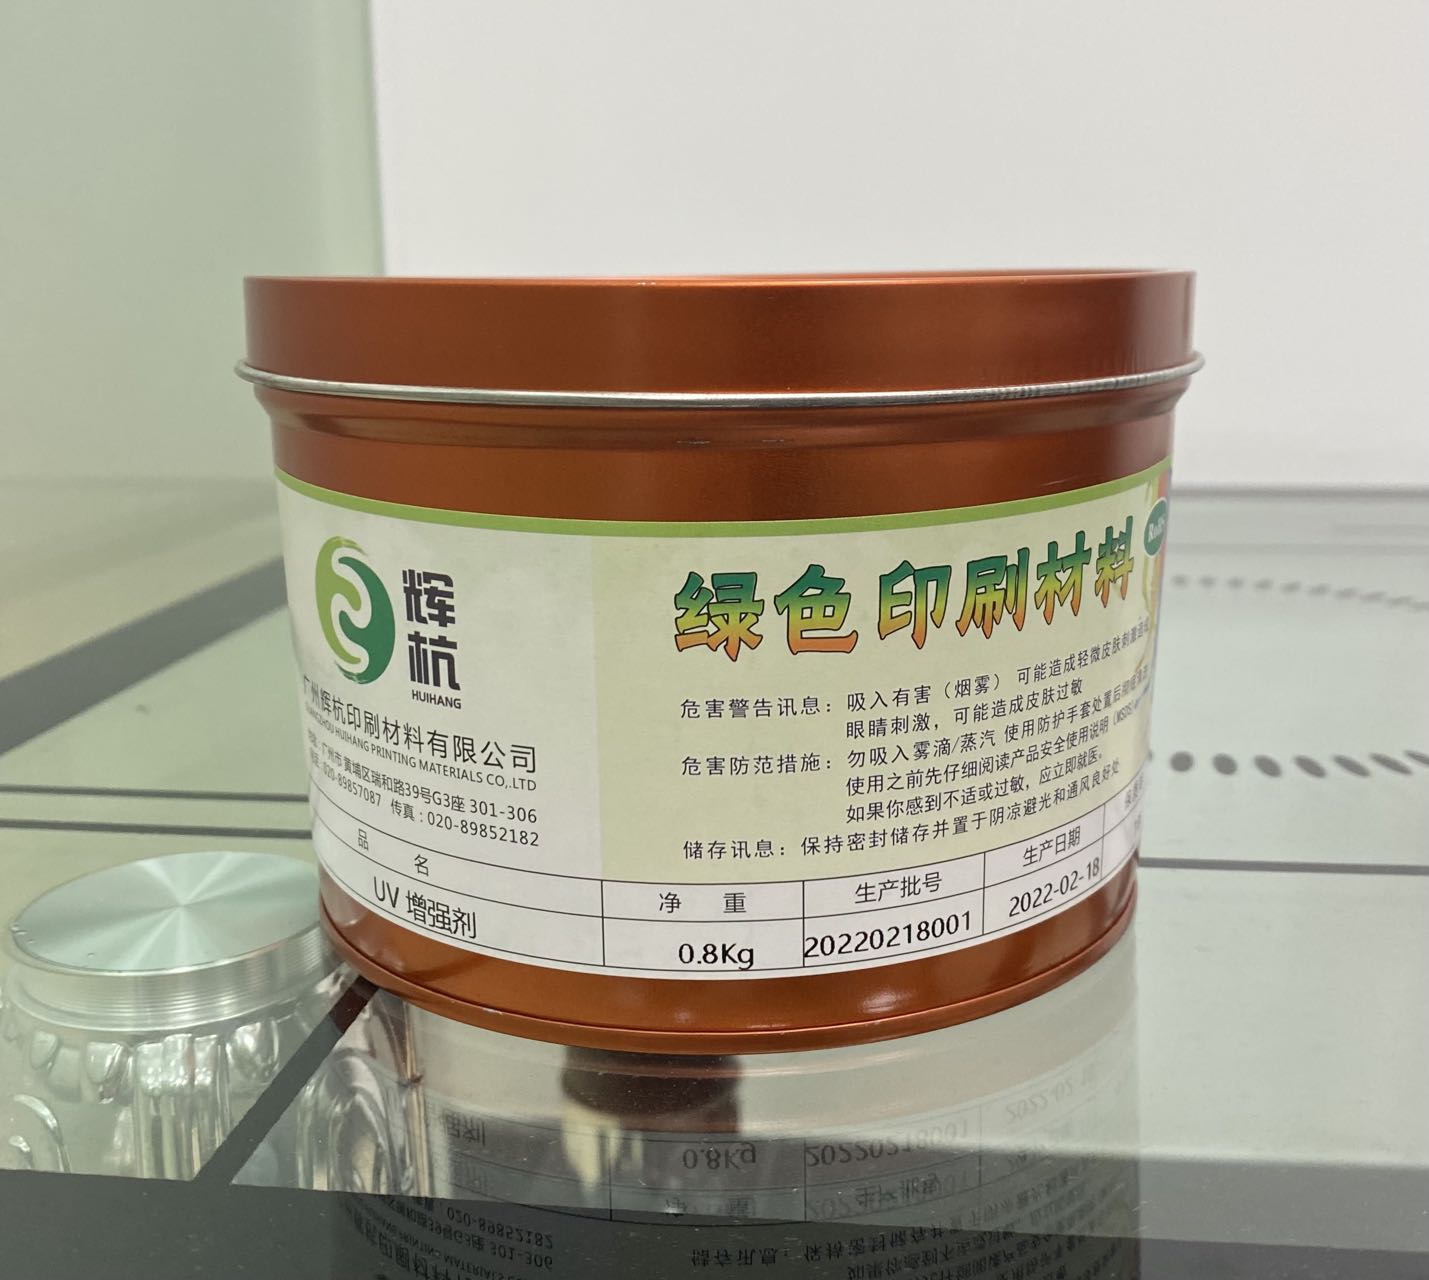 辉
杭
HUIHANG
广州辉杭印刷材料有限公司
GUANGZHOU HUIHANG PRINTING MATERIALS CO,.LTD
广州市黄埔区瑞和路39号G3座 301-306
020-89857087 传真:020-89852182
绿色印刷材料
RoHS
危害警告讯息:吸入有害(烟雾) 可能造成轻微皮肤刺激
眼睛刺激,可能造成皮肤过敏
危害防范措施:勿吸入雾滴/蒸汽 使用防护手套处置后彻底清洗
使用之前先仔细阅读产品安全使用说明(MSDS)
如果你感到不适或过敏,应立即就医。
储存讯息:保持密封储存并置于阴凉避光和通风良好处
品 名 净 重 生产批号 生产日期
UV 增强剂 0.8Kg 20220218001 2022-02-18